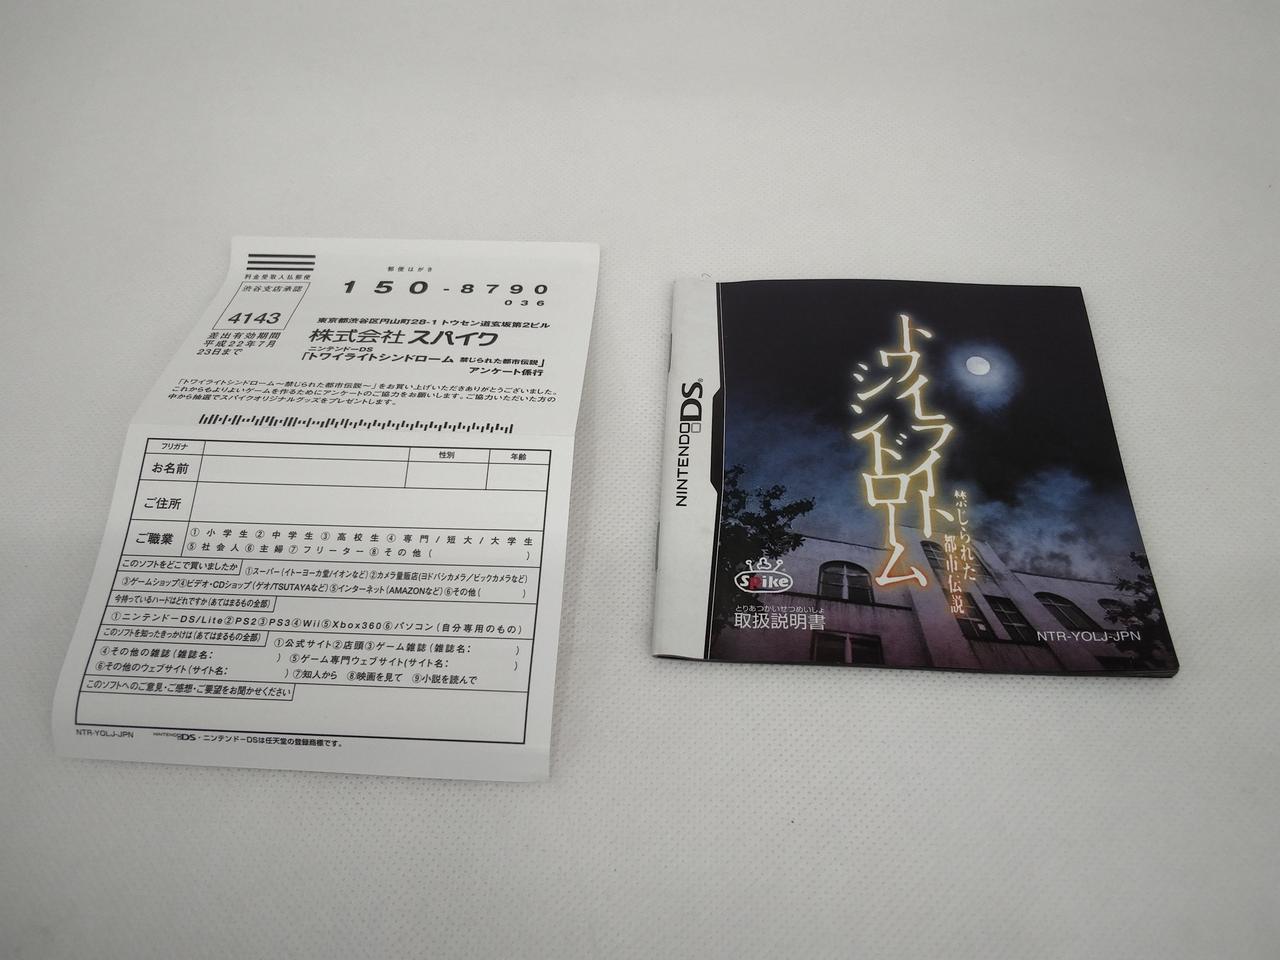 料金受取人払郵便
渋谷支店承認
4143
差出有効期間
平成22年7月
23日まで
郵便はがき
150-8790
036
東京都渋谷区円山町28-1 トウセン道玄坂第2ビル
株式会社スパイク
ニンテンドーDS
「トワイライトシンドローム 禁じられた都市伝説」
アンケート係行
「トワイライトシンドローム〜禁じられた都市伝説〜」をお買い上げいただきありがとうございました。
これからもよりよいゲームを作るためにアンケートのご協力をお願いします。ご協力いただいた方の
中から抽選でスパイクオリジナルグッズをプレゼントします。
フリガナ
性別
年齢
お名前
ご住所
ご職業
①小学生②中学生③高校生④専門/短大/大学生
⑤社会人⑥主婦⑦フリーター⑧その他( )
このソフトをどこで買いましたか
①スーパー(イトーヨーカ堂/イオンなど)②カメラ量販店(ヨドバシカメラ/ビックカメラなど)
③ゲームショップ④ビデオ・CDショップ(ゲオ/TSUTAYAなど)⑤インターネット(AMAZONなど)⑥その他( )
今持っているハードはどれですか(あてはまるもの全部)
①ニンテンドーDS/Lite②PS2③PS3④Wii⑤Xbox360⑥パソコン(自分専用のもの)
このソフトを知ったきっかけは(あてはまるもの全部)
①公式サイト②店頭③ゲーム雑誌(雑誌名: )
④その他の雑誌(雑誌名: ) ⑤ゲーム専門ウェブサイト(サイト名: )
⑥その他のウェブサイト(サイト名: )⑦知人から ⑧映画を見て ⑨小説を読んで
このソフトへのご意見・ご感想・ご要望をお聞かせください
NTR-YOLJ-JPN
NINTENDO DS・ニンテンドーDSは任天堂の登録商標です。
NINTENDO DS®
トワイライト
シンドローム
禁じられた
都市伝説
Spike
とりあつかいせつめいしょ
取扱説明書
NTR-YOLJ-JPN